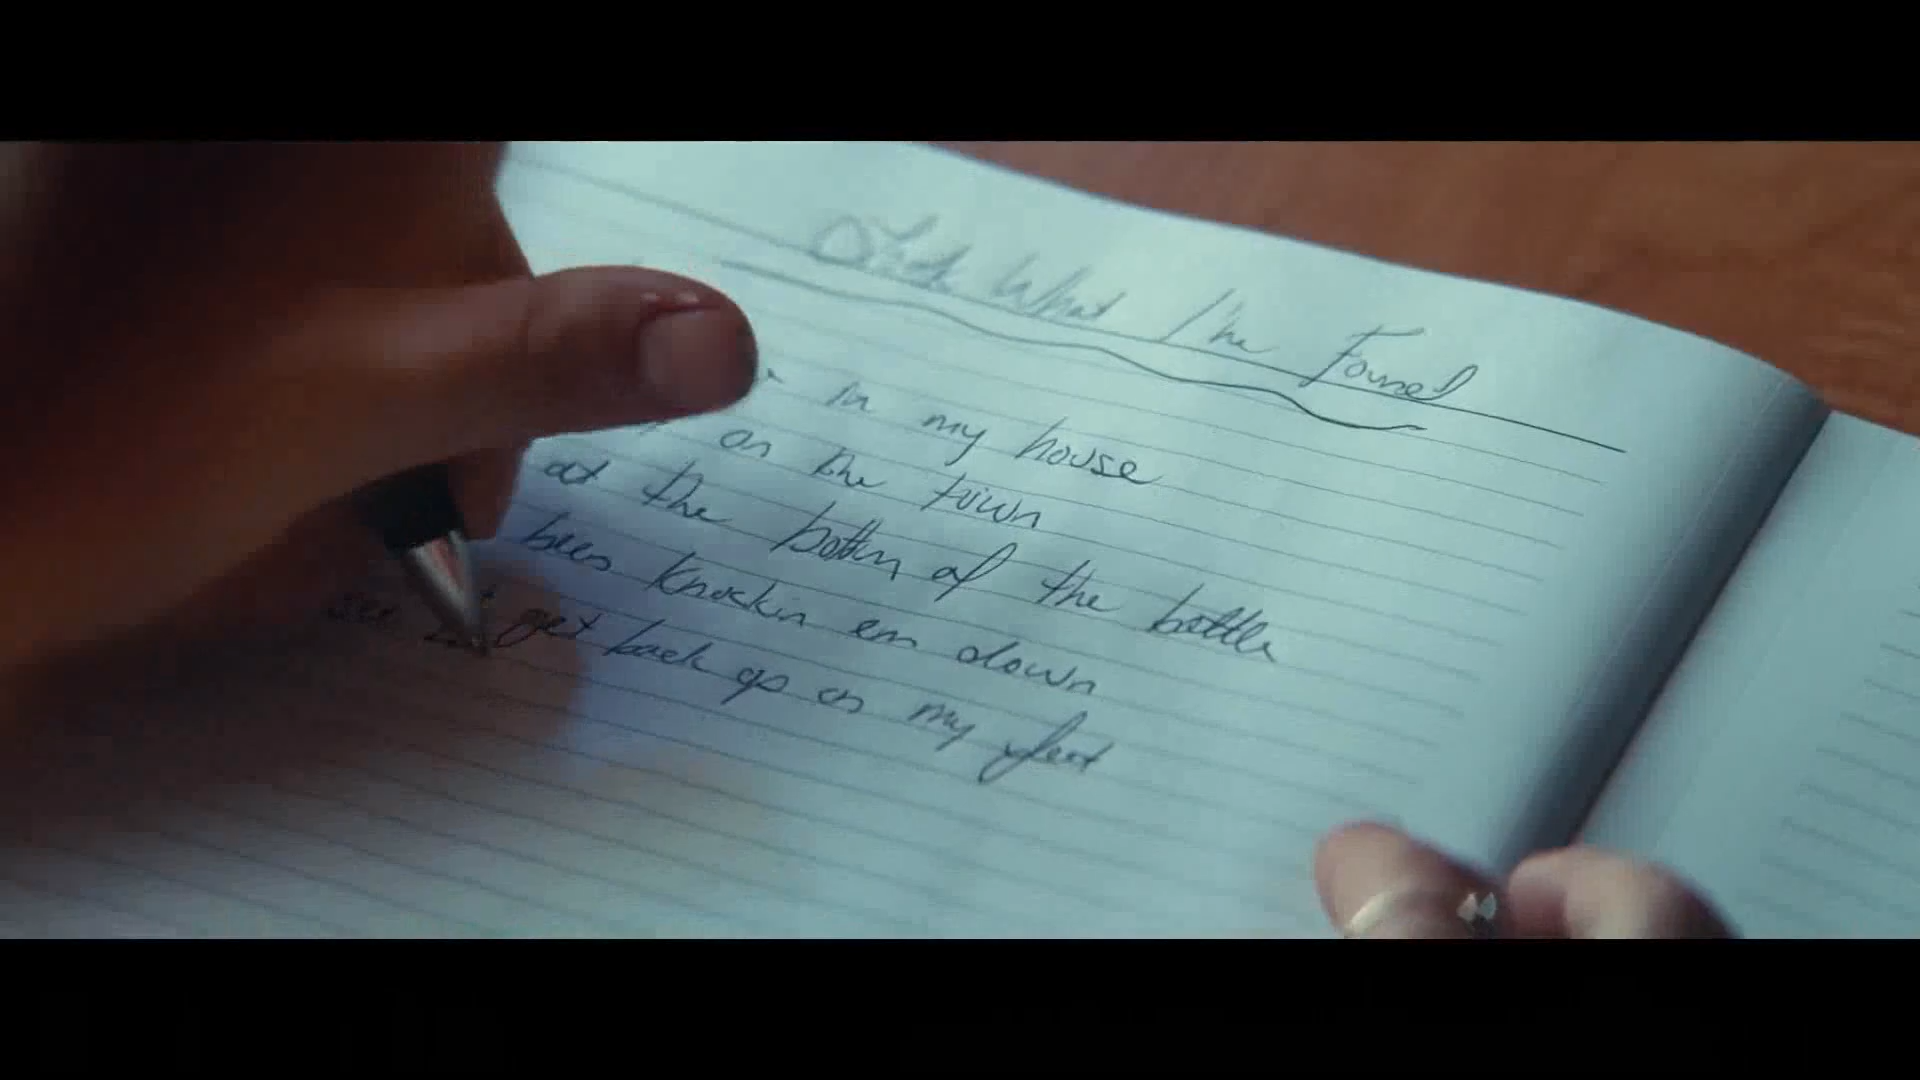 What I've Found
in my house
on the town
at the bottom of the bottle
been knockin em down
get back up on my feet